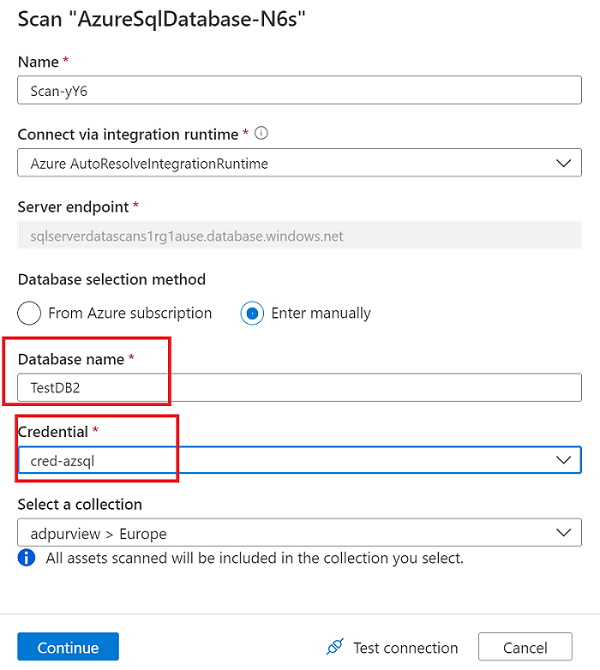 Scan "AzureSqlDatabase-N6s"
Name *
Scan-yY6
Connect via integration runtime *
Azure AutoResolveIntegrationRuntime
Server endpoint *
sqlserverdatascans1rg1ause.database.windows.net
Database selection method
From Azure subscription Enter manually
Database name *
TestDB2
Credential *
cred-azsql
Select a collection
adpurview > Europe
All assets scanned will be included in the collection you select.
Continue Test connection Cancel